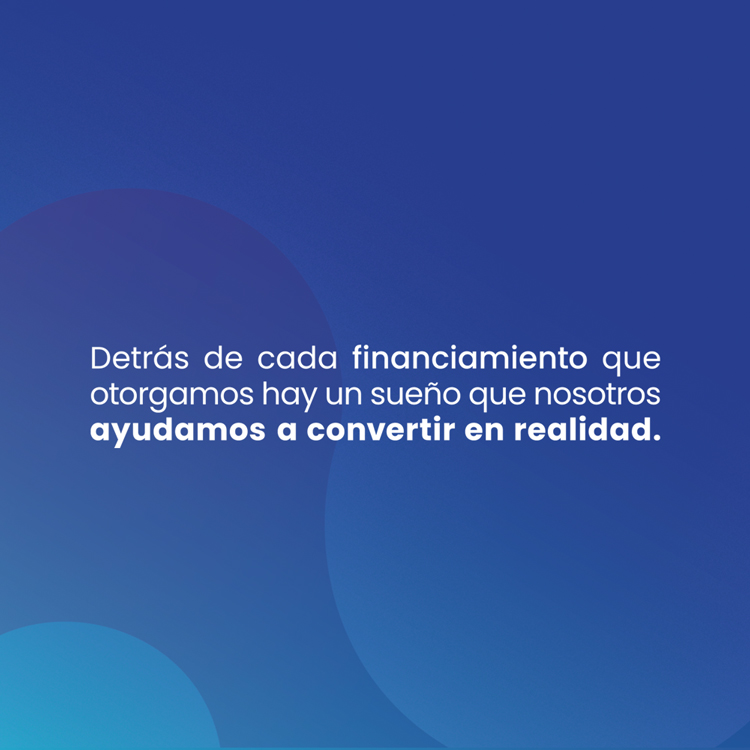 Detrás de cada financiamiento que
otorgamos hay un sueño que nosotros
ayudamos a convertir en realidad.